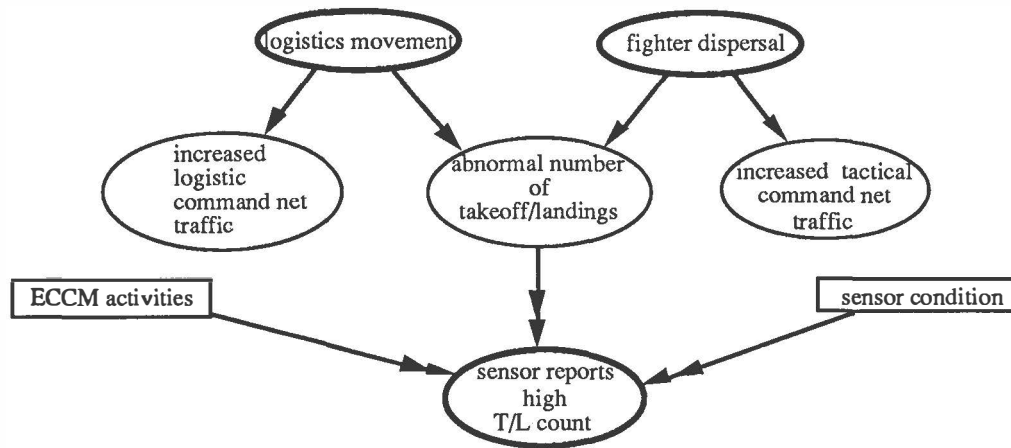 logistics movement
fighter dispersal
increased
logistic
command net
traffic
abnormal number
of
takeoff/landings
increased tactical
command net
traffic
ECCM activities
sensor condition
sensor reports
high
T/L count